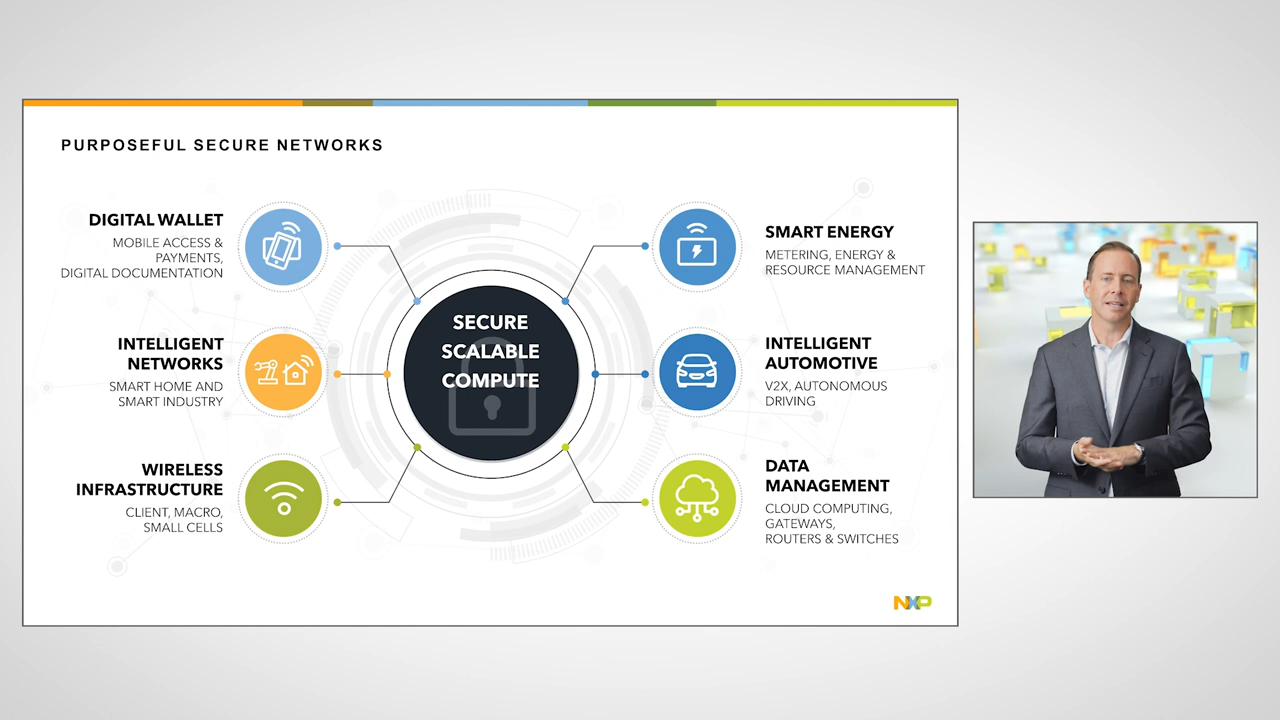 PURPOSEFUL SECURE NETWORKS
DIGITAL WALLET
MOBILE ACCESS &
PAYMENTS,
DIGITAL DOCUMENTATION
INTELLIGENT
NETWORKS
SMART HOME AND
SMART INDUSTRY
WIRELESS
INFRASTRUCTURE
CLIENT, MACRO,
SMALL CELLS
SECURE
SCALABLE
COMPUTE
SMART ENERGY
METERING, ENERGY &
RESOURCE MANAGEMENT
INTELLIGENT
AUTOMOTIVE
V2X, AUTONOMOUS
DRIVING
DATA
MANAGEMENT
CLOUD COMPUTING,
GATEWAYS,
ROUTERS & SWITCHES
NXP